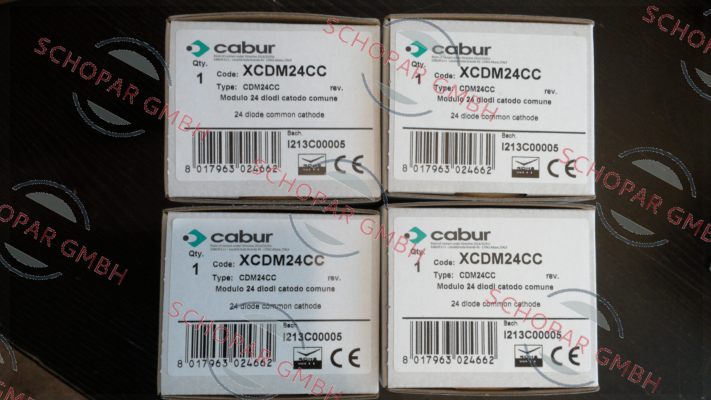 cabur
Qty.
1
Code: XCDM24CC
Type: CDM24CC rev.
Modulo 24 diodi catodo comune
24 diode common cathode
Bach.
I213C00005
8 017963 024662
CE
cabur
Qty.
1
Code: XCDM24CC
Type: CDM24CC rev.
Modulo 24 diodi catodo comune
24 diode common cathode
Bach.
I213C00005
8 017963 024662
CE
cabur
Qty.
1
Code: XCDM24CC
Type: CDM24CC rev.
Modulo 24 diodi catodo comune
24 diode common cathode
Bach.
I213C00005
8 017963 024662
CE
cabur
Qty.
1
Code: XCDM24CC
Type: CDM24CC rev.
Modulo 24 diodi catodo comune
24 diode common cathode
Bach.
I213C00005
8 017963 024662
CE
SCHOPAR GMBH
SCHOPAR GMBH
SCHOPAR GMBH
SCHOPAR GMBH
SCHOPAR GMBH
SCHOPAR GMBH
SCHOPAR GMBH